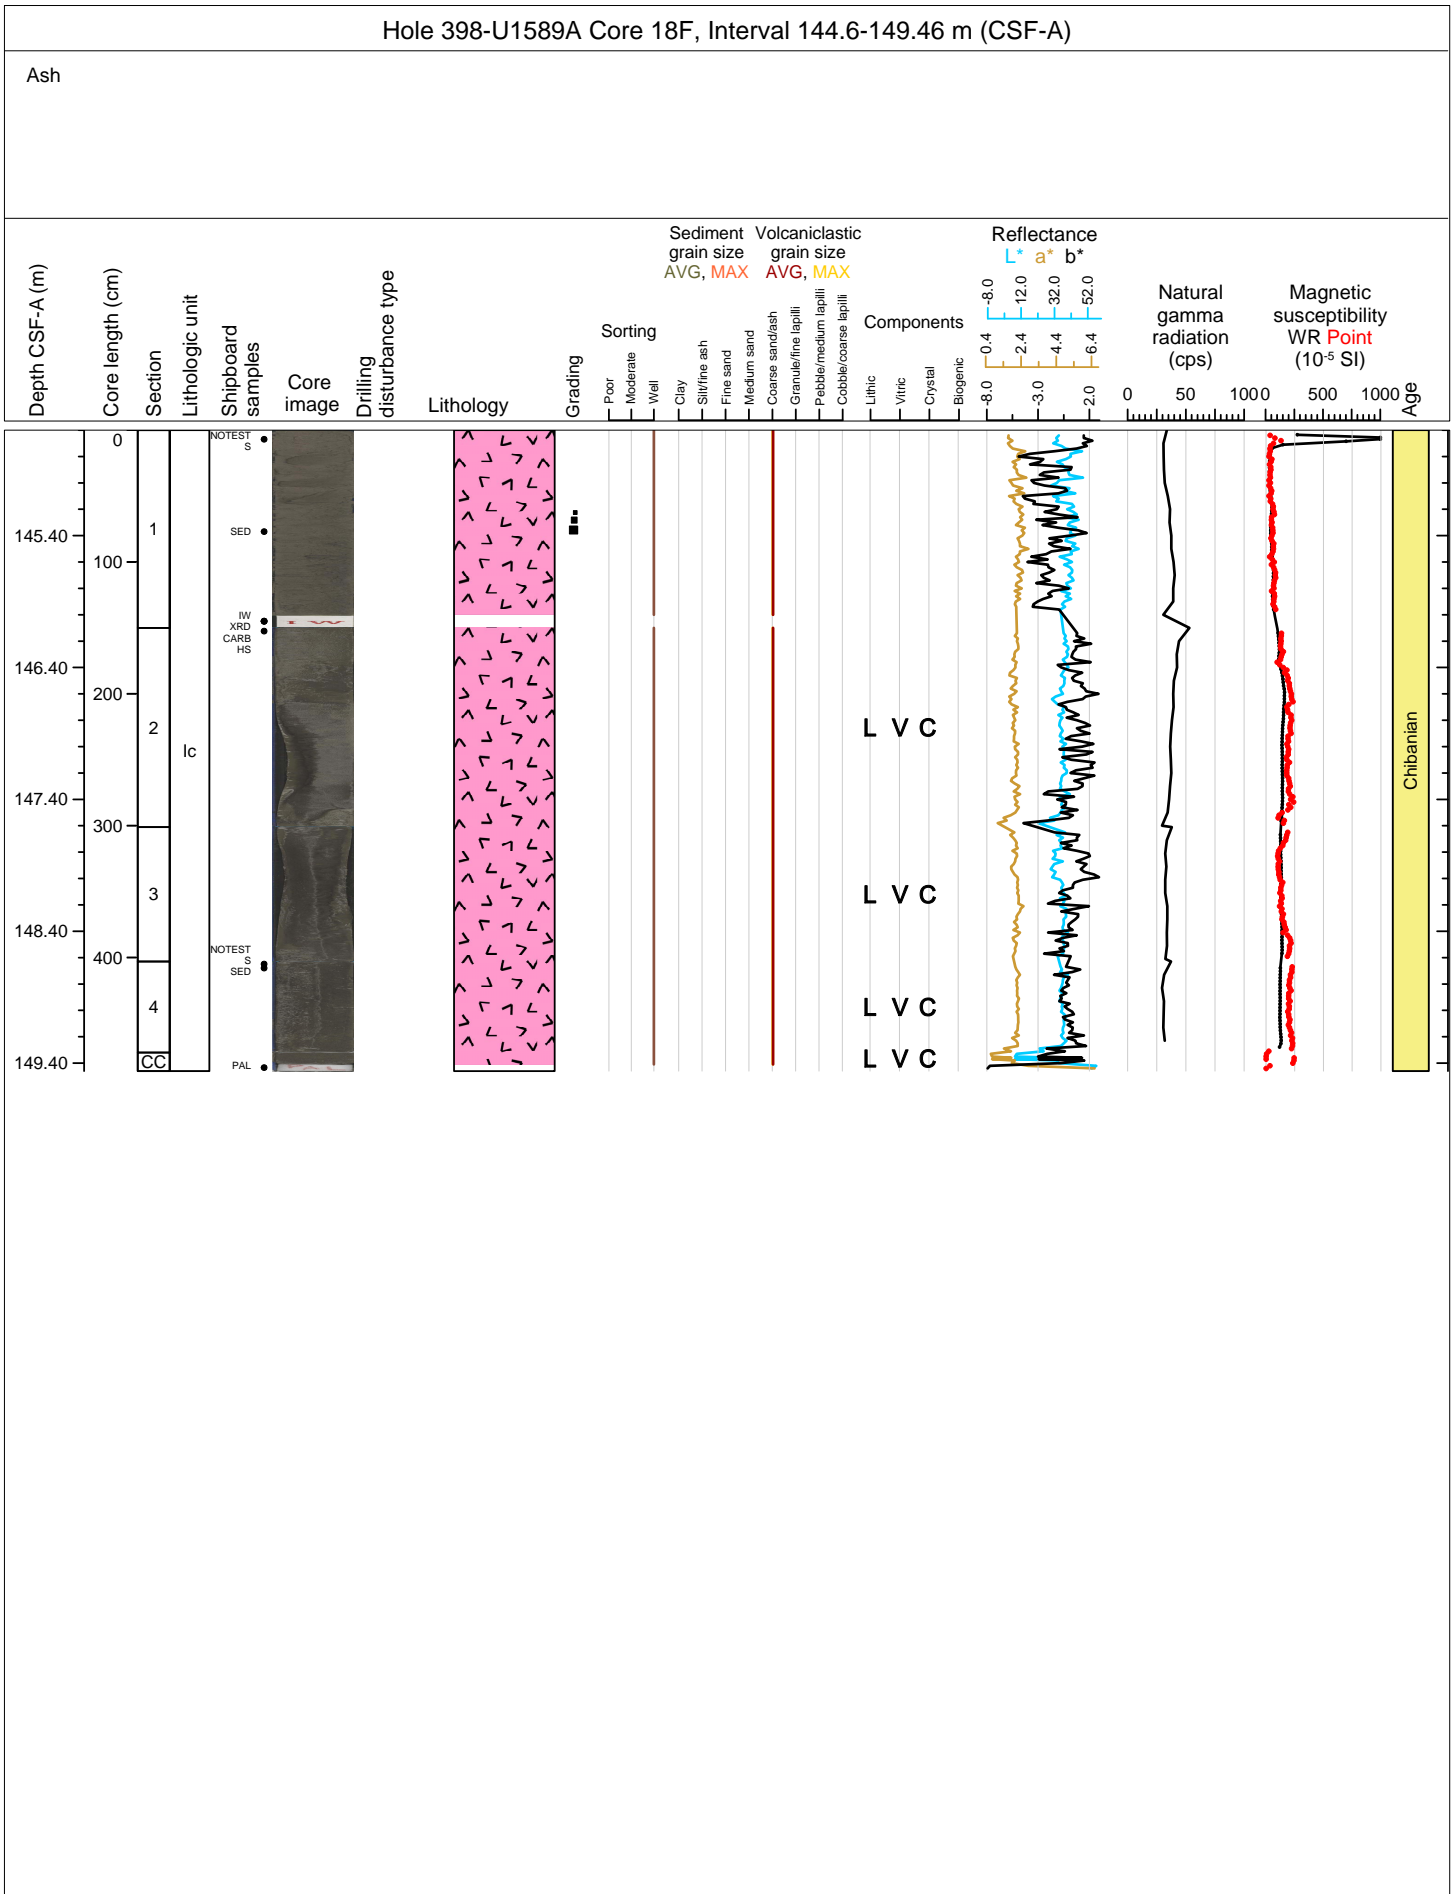 Hole 398-U1589A Core 18F, Interval 144.6-149.46 m (CSF-A)
Ash
Depth CSF-A (m)
Core length (cm)
Section
Lithologic unit
Shipboard
samples
Core
image
Drilling
disturbance type
Lithology
Grading
Sorting
Poor
Moderate
Well
Sediment
grain size
AVG, MAX
Volcaniclastic
grain size
AVG, MAX
Clay
Silt/fine ash
Fine sand
Medium sand
Coarse sand/ash
Granule/fine lapilli
Pebble/medium lapilli
Cobble/coarse lapilli
Components
Lithic
Vitric
Crystal
Biogenic
Reflectance
L* a* b*
-8.0 12.0 32.0 52.0
0.4 2.4 4.4 6.4
-8.0 -3.0 2.0
Natural
gamma
radiation
(cps)
0 50 100
Magnetic
susceptibility
WR Point
(10-5 SI)
0 500 1000
Age
0
100
200
300
400
145.40
146.40
147.40
148.40
149.40
1
2
3
4
CC
Ic
NOTEST
S
SED
IW
XRD
CARB
HS
NOTEST
S
SED
PAL
I W
L V C
L V C
L V C
L V C
Chibanian